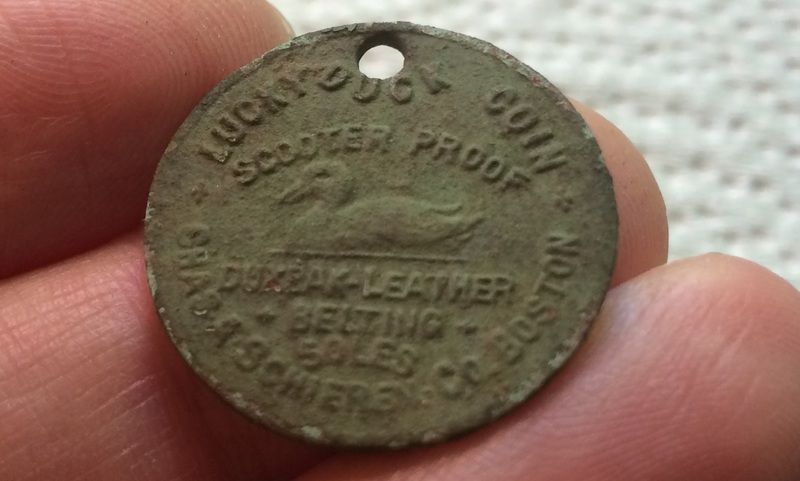 LUCKY DUCK COIN
SCOOTER PROOF
DUXBAK-LEATHER
BELTING
SOLES
CHAS A SCHIEREN CO. BOSTON